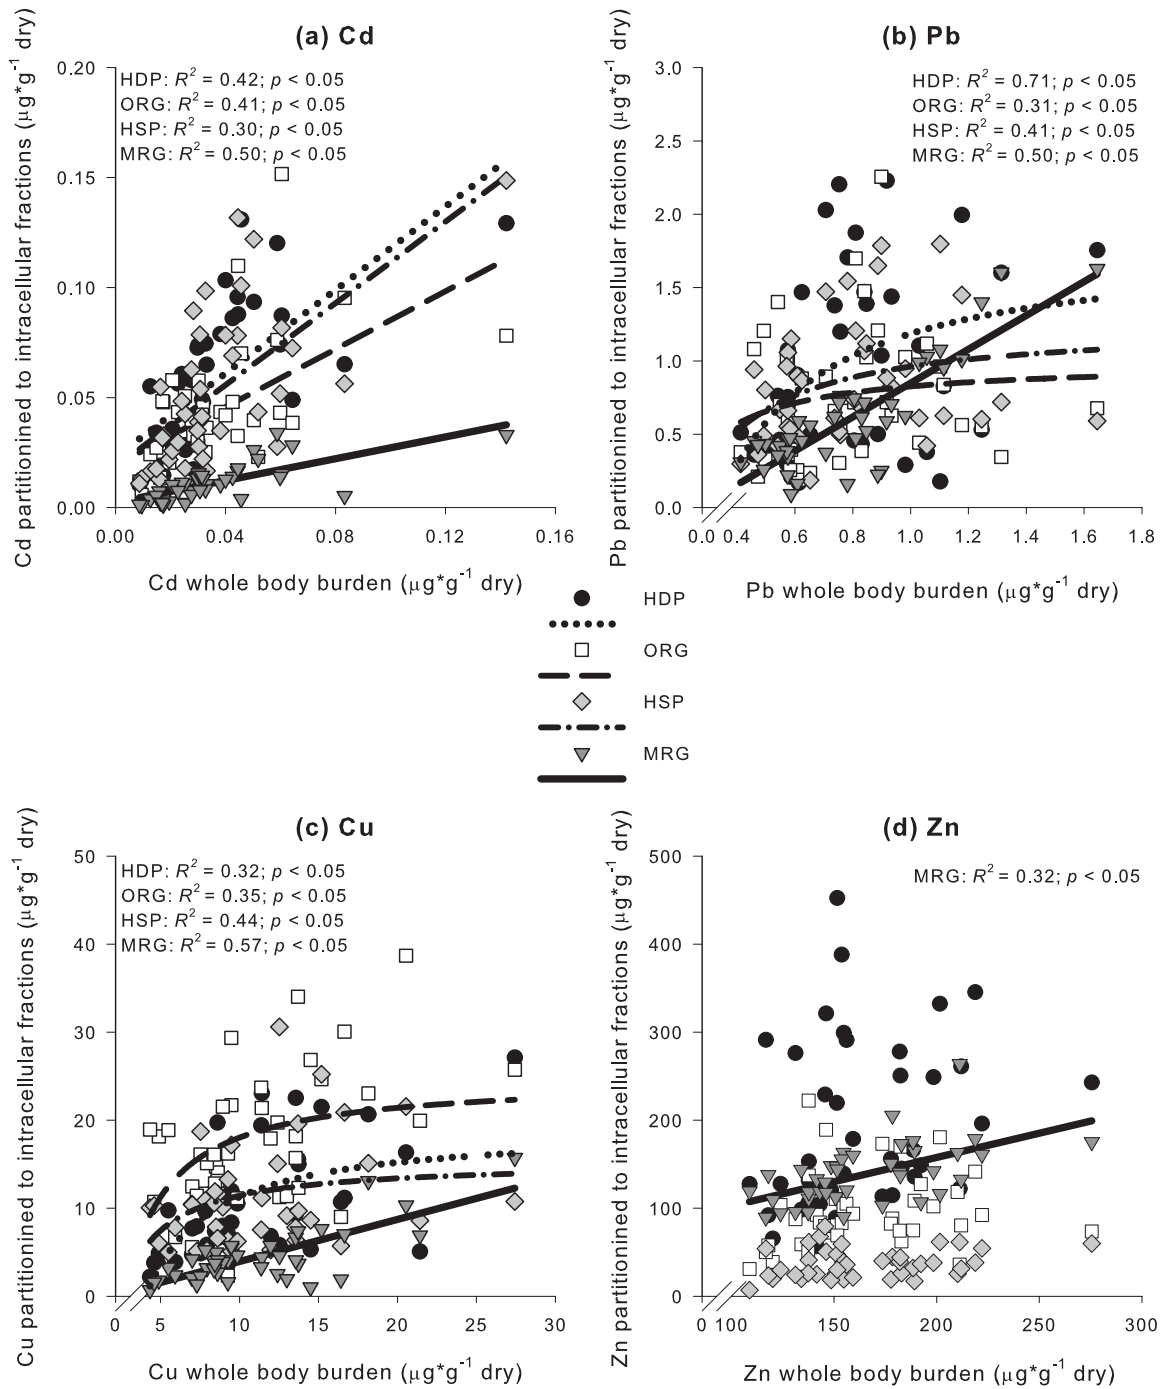 (a) Cd
Cd partitionined to intracellular fractions (μg*g⁻¹ dry)
0.20
0.15
0.10
0.05
0.00
HDP: R² = 0.42; p < 0.05
ORG: R² = 0.41; p < 0.05
HSP: R² = 0.30; p < 0.05
MRG: R² = 0.50; p < 0.05
0.00 0.04 0.08 0.12 0.16
Cd whole body burden (μg*g⁻¹ dry)
(b) Pb
Pb partitionined to intracellular fractions (μg*g⁻¹ dry)
3.0
2.5
2.0
1.5
1.0
0.5
0.0
HDP: R² = 0.71; p < 0.05
ORG: R² = 0.31; p < 0.05
HSP: R² = 0.41; p < 0.05
MRG: R² = 0.50; p < 0.05
0.0 0.4 0.6 0.8 1.0 1.2 1.4 1.6 1.8
Pb whole body burden (μg*g⁻¹ dry)
HDP
ORG
HSP
MRG
(c) Cu
Cu partitionined to intracellular fractions (μg*g⁻¹ dry)
50
40
30
20
10
0
HDP: R² = 0.32; p < 0.05
ORG: R² = 0.35; p < 0.05
HSP: R² = 0.44; p < 0.05
MRG: R² = 0.57; p < 0.05
0 5 10 15 20 25 30
Cu whole body burden (μg*g⁻¹ dry)
(d) Zn
Zn partitionined to intracellular fractions (μg*g⁻¹ dry)
500
400
300
200
100
0
MRG: R² = 0.32; p < 0.05
0 100 150 200 250 300
Zn whole body burden (μg*g⁻¹ dry)